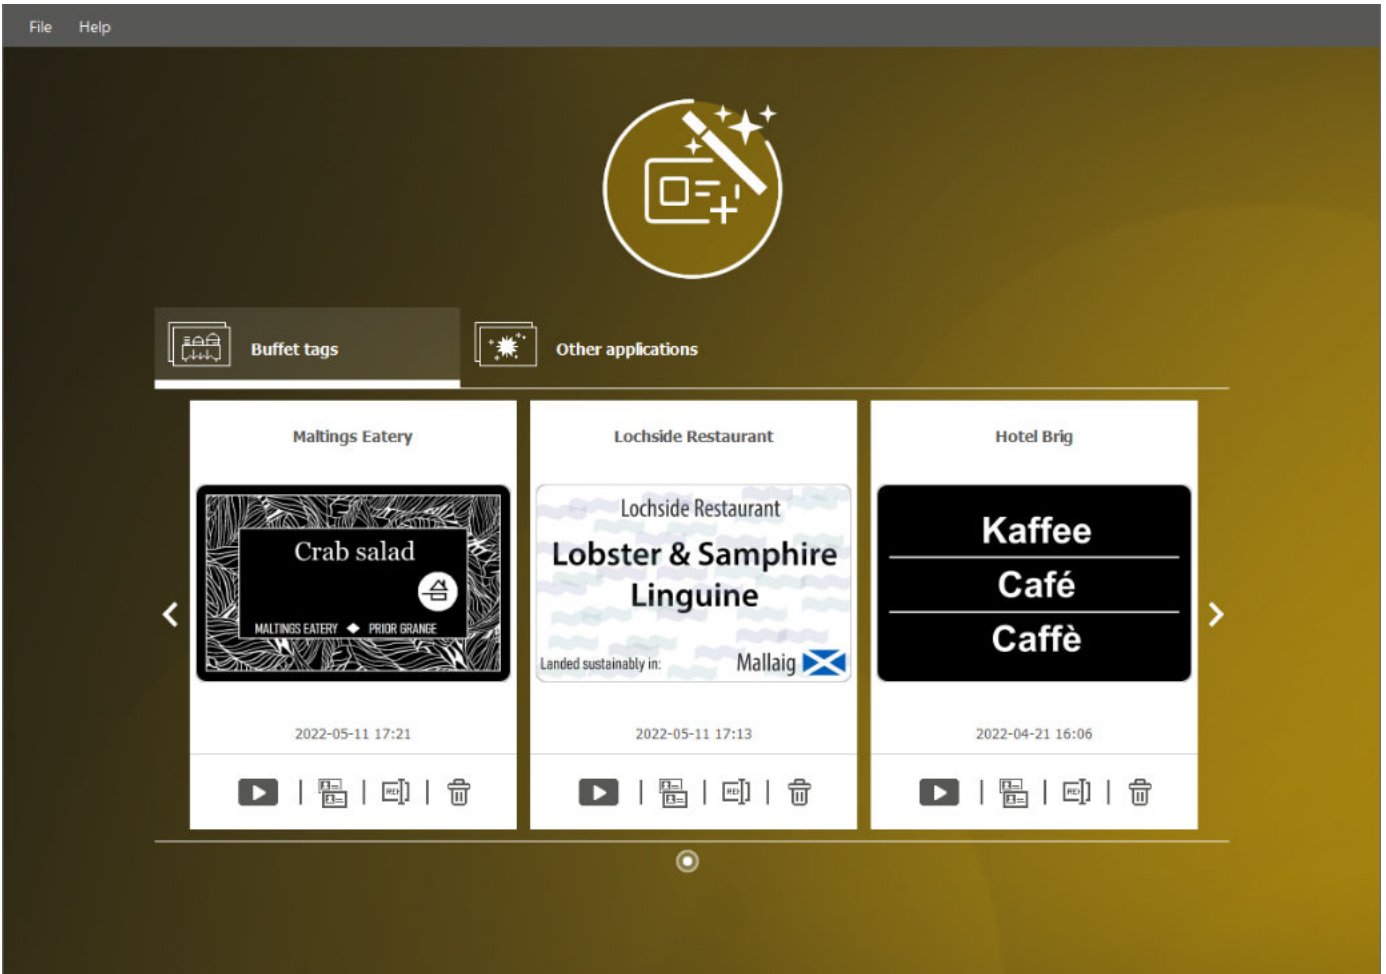 File Help
Buffet tags
Other applications
Maltings Eatery
Crab salad
MALTINGS EATERY ◆ PRIOR GRANGE
2022-05-11 17:21
Lochside Restaurant
Lochside Restaurant
Lobster & Samphire
Linguine
Landed sustainably in: Mallaig
2022-05-11 17:13
Hotel Brig
Kaffee
Café
Caffè
2022-04-21 16:06